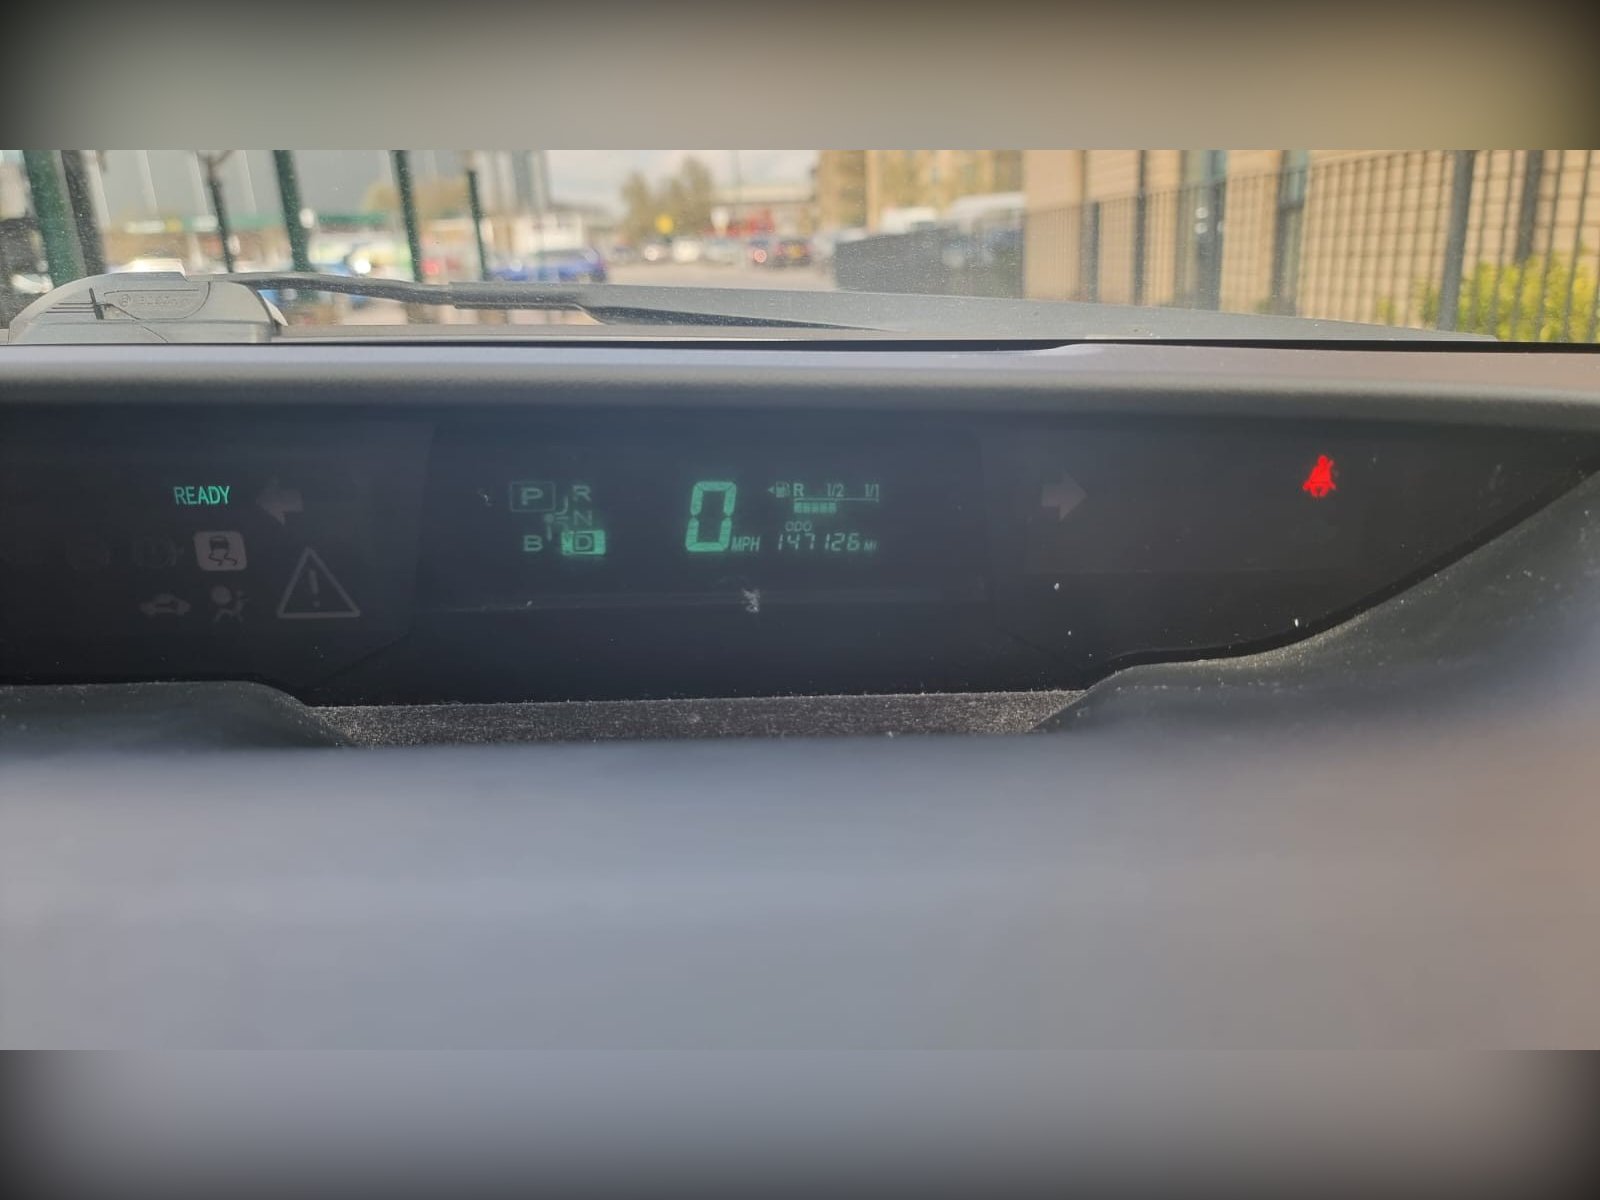 READY
P R
N
B D
0 MPH
R 1/2 1/1
ODO
147126 MI